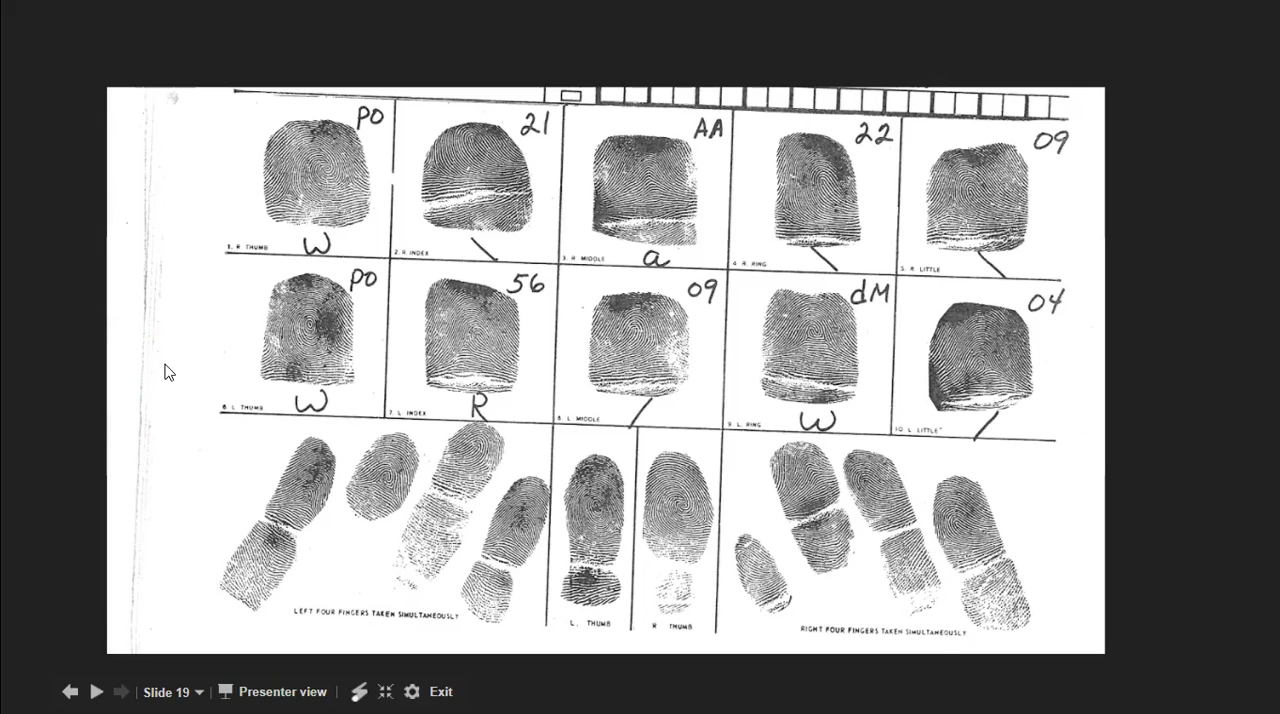 PO 21 AA 22 09
1. R THUMB 2. R INDEX 3. R MIDDLE 4. R. RING 5. R. LITTLE
W \ a \ \
PO 56 09 dM 04
6. L THUMB 7. L INDEX 8. L MIDDLE 9. L. RING 10. L. LITTLE
W R / W /
LEFT FOUR FINGERS TAKEN SIMULTANEOUSLY L. THUMB R THUMB RIGHT FOUR FINGERS TAKEN SIMULTANEOUSLY
Slide 19 Presenter view Exit